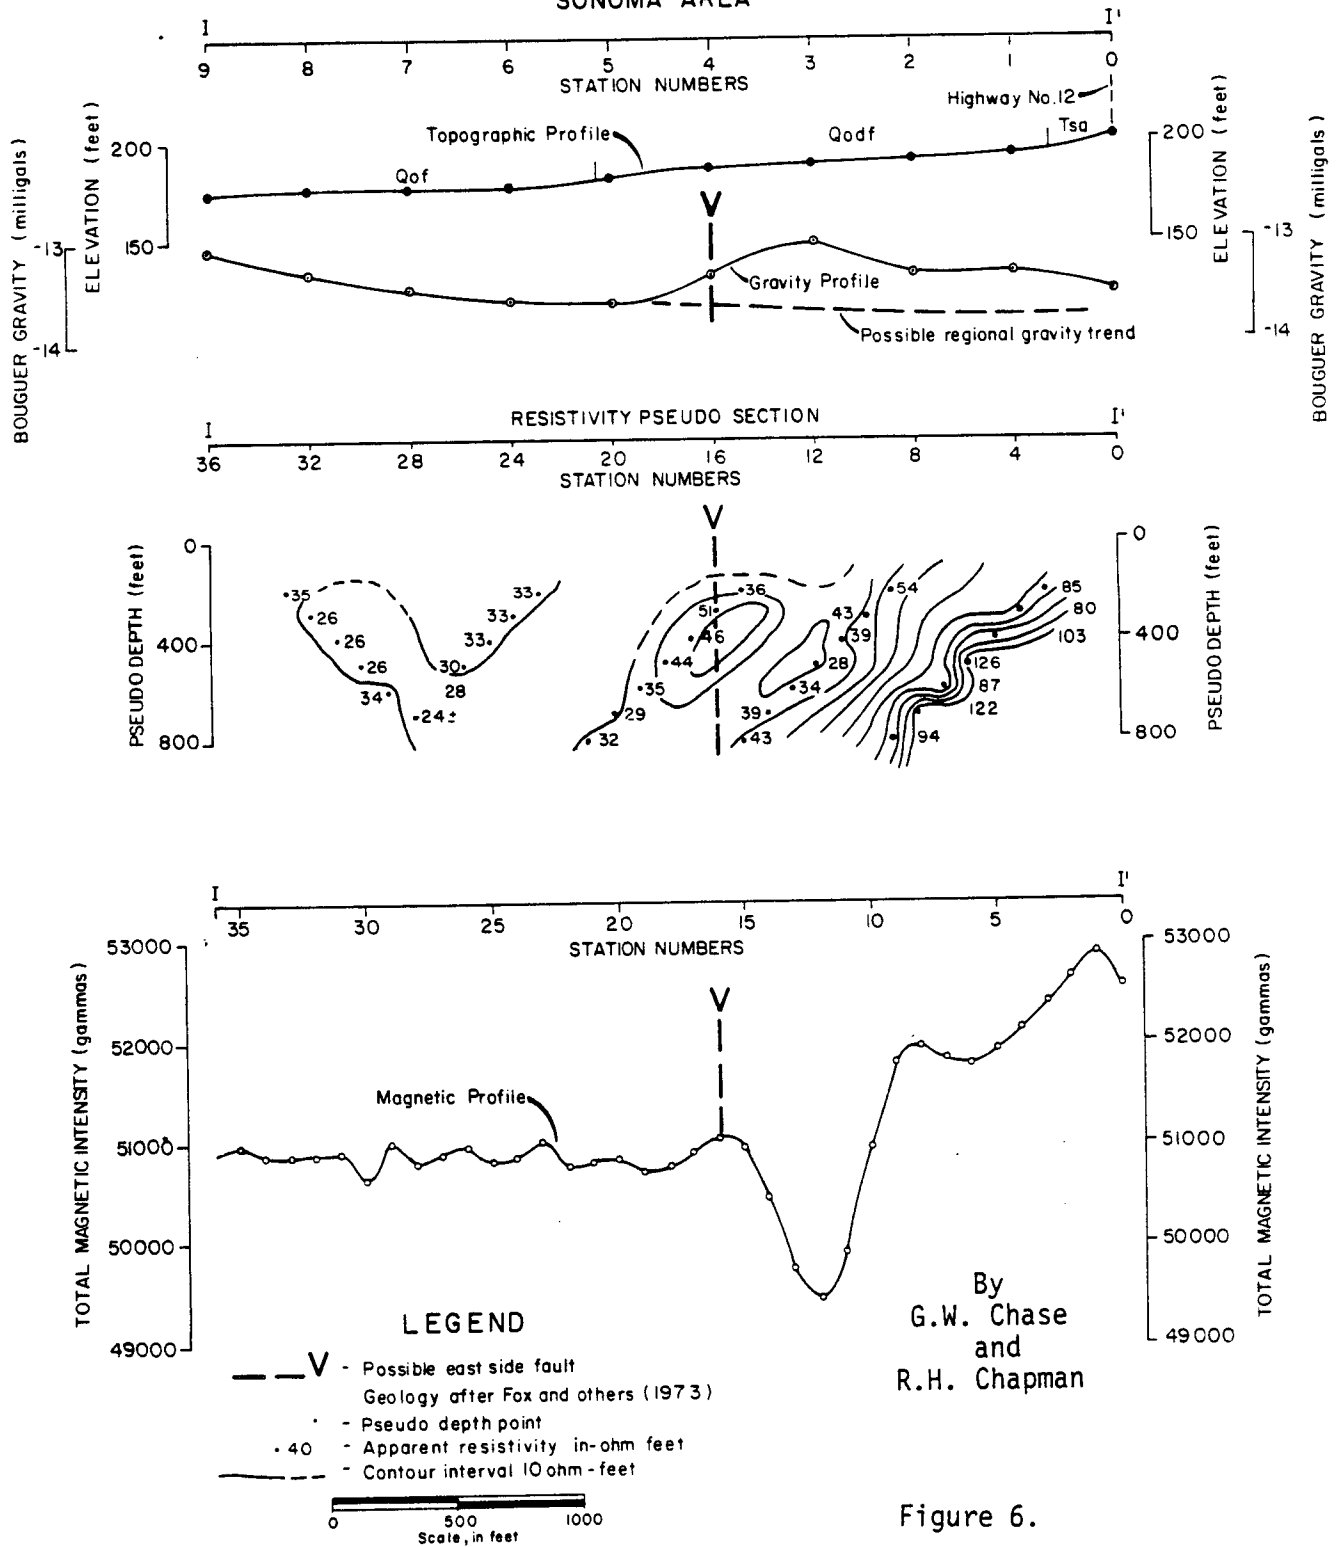 SONOMA AREA
I I'
9 8 7 6 5 4 3 2 1 0
STATION NUMBERS
Highway No.12
Topographic Profile
Qof
Qodf
Tsa
BOUGUER GRAVITY (milligals)
-13
-14
ELEVATION (feet)
200
150
200
150
ELEVATION (feet)
-13
-14
BOUGUER GRAVITY (milligals)
V
Gravity Profile
Possible regional gravity trend
RESISTIVITY PSEUDO SECTION
I I'
36 32 28 24 20 16 12 8 4 0
STATION NUMBERS
V
PSEUDO DEPTH (feet)
0
400
800
0
400
800
PSEUDO DEPTH (feet)
35 33 36 54 85
26 33 51 43 80
26 33 46 39 103
26 30 44 28 126
34 28 35 34 87
24± 29 39 122
32 43 94
I I'
35 30 25 20 15 10 5 0
STATION NUMBERS
TOTAL MAGNETIC INTENSITY (gammas)
53000
52000
51000
50000
49000
V
Magnetic Profile
53000
52000
51000
50000
49000
TOTAL MAGNETIC INTENSITY (gammas)
By
G.W. Chase
and
R.H. Chapman
LEGEND
V - Possible east side fault
Geology after Fox and others (1973)
- Pseudo depth point
. 40 - Apparent resistivity in-ohm feet
- Contour interval 10 ohm-feet
0 500 1000
Scale, in feet
Figure 6.